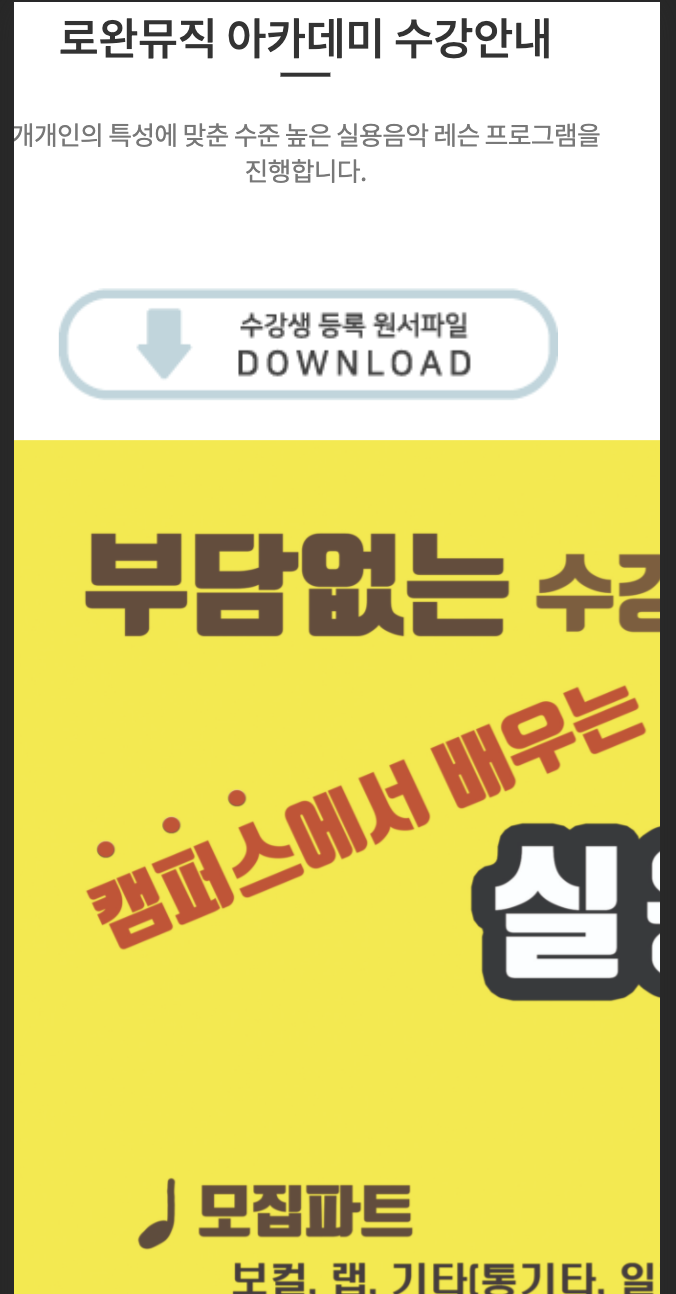 로완뮤직 아카데미 수강안내
개개인의 특성에 맞춘 수준 높은 실용음악 레슨 프로그램을
진행합니다.
수강생 등록 원서파일
DOWNLOAD
부담없는 수강
캠퍼스에서 배우는
실
모집파트
보컬, 랩, 기타(통기타, 일